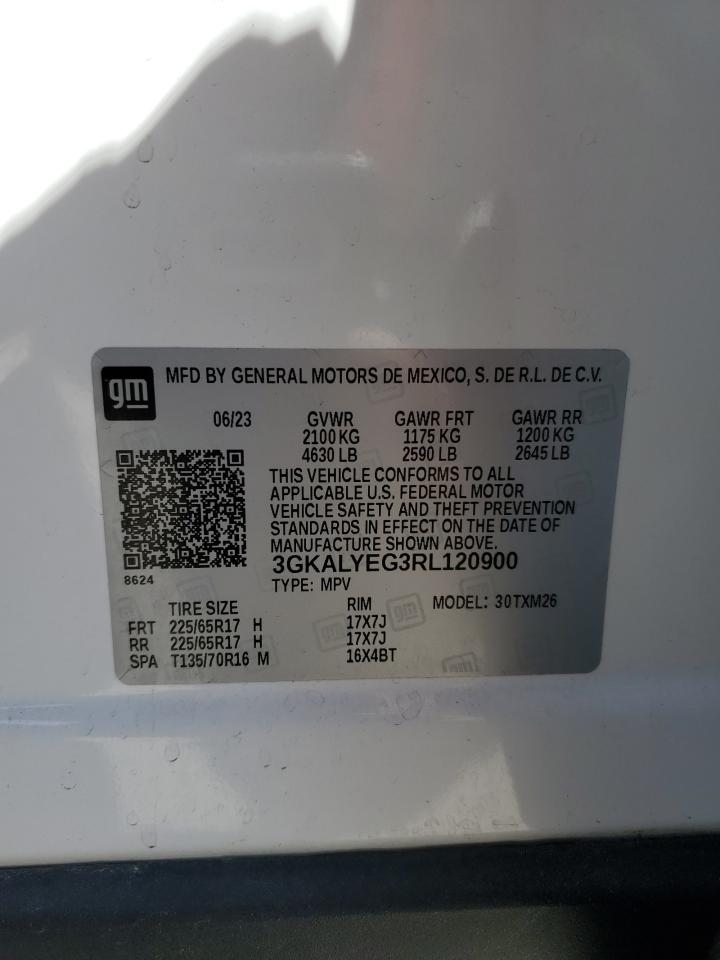 gm MFD BY GENERAL MOTORS DE MEXICO, S. DE R.L. DE C.V.
06/23 GVWR GAWR FRT GAWR RR
2100 KG 1175 KG 1200 KG
4630 LB 2590 LB 2645 LB
THIS VEHICLE CONFORMS TO ALL
APPLICABLE U.S. FEDERAL MOTOR
VEHICLE SAFETY AND THEFT PREVENTION
STANDARDS IN EFFECT ON THE DATE OF
MANUFACTURE SHOWN ABOVE.
3GKALYEG3RL120900
8624 TYPE: MPV
TIRE SIZE RIM MODEL: 30TXM26
FRT 225/65R17 H 17X7J
RR 225/65R17 H 17X7J
SPA T135/70R16 M 16X4BT